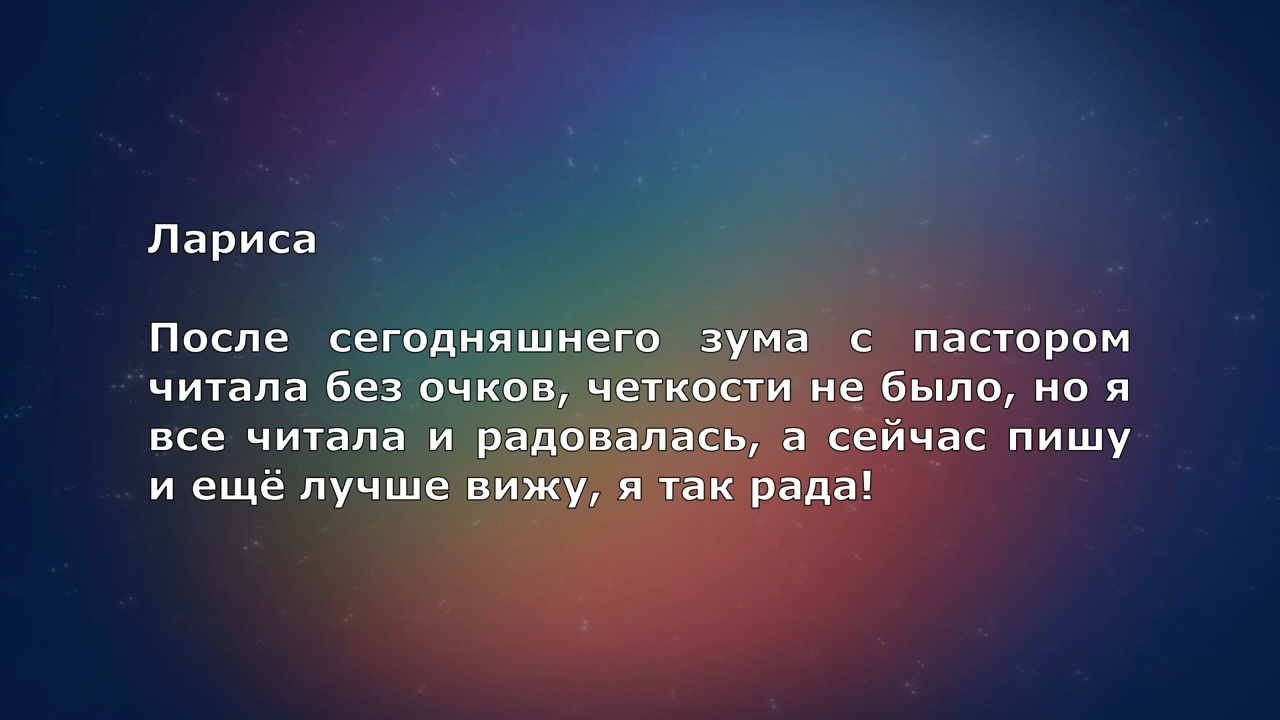 Лариса
После сегодняшнего зума с пастором
читала без очков, четкости не было, но я
все читала и радовалась, а сейчас пишу
и ещё лучше вижу, я так рада!